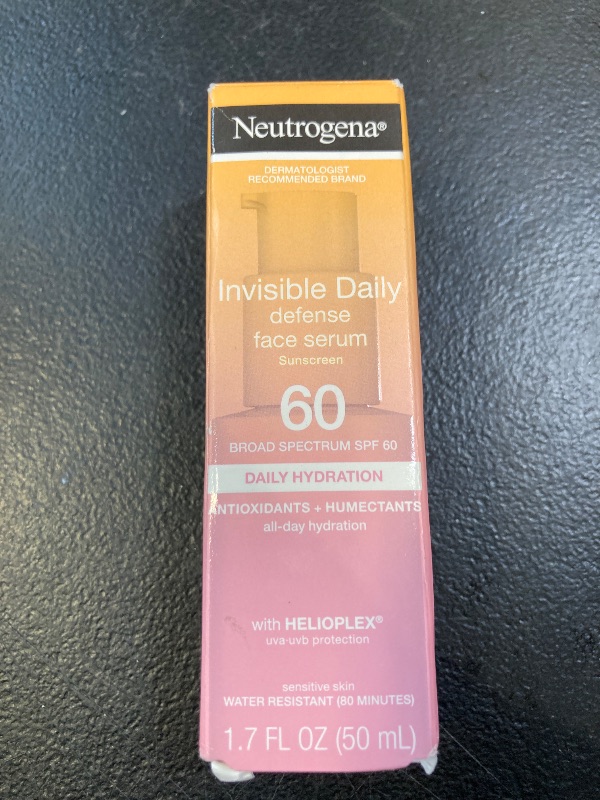 Neutrogena®
DERMATOLOGIST
RECOMMENDED BRAND
Invisible Daily
defense
face serum
Sunscreen
60
BROAD SPECTRUM SPF 60
DAILY HYDRATION
ANTIOXIDANTS + HUMECTANTS
all-day hydration
with HELIOPLEX®
uva-uvb protection
sensitive skin
WATER RESISTANT (80 MINUTES)
1.7 FL OZ (50 mL)